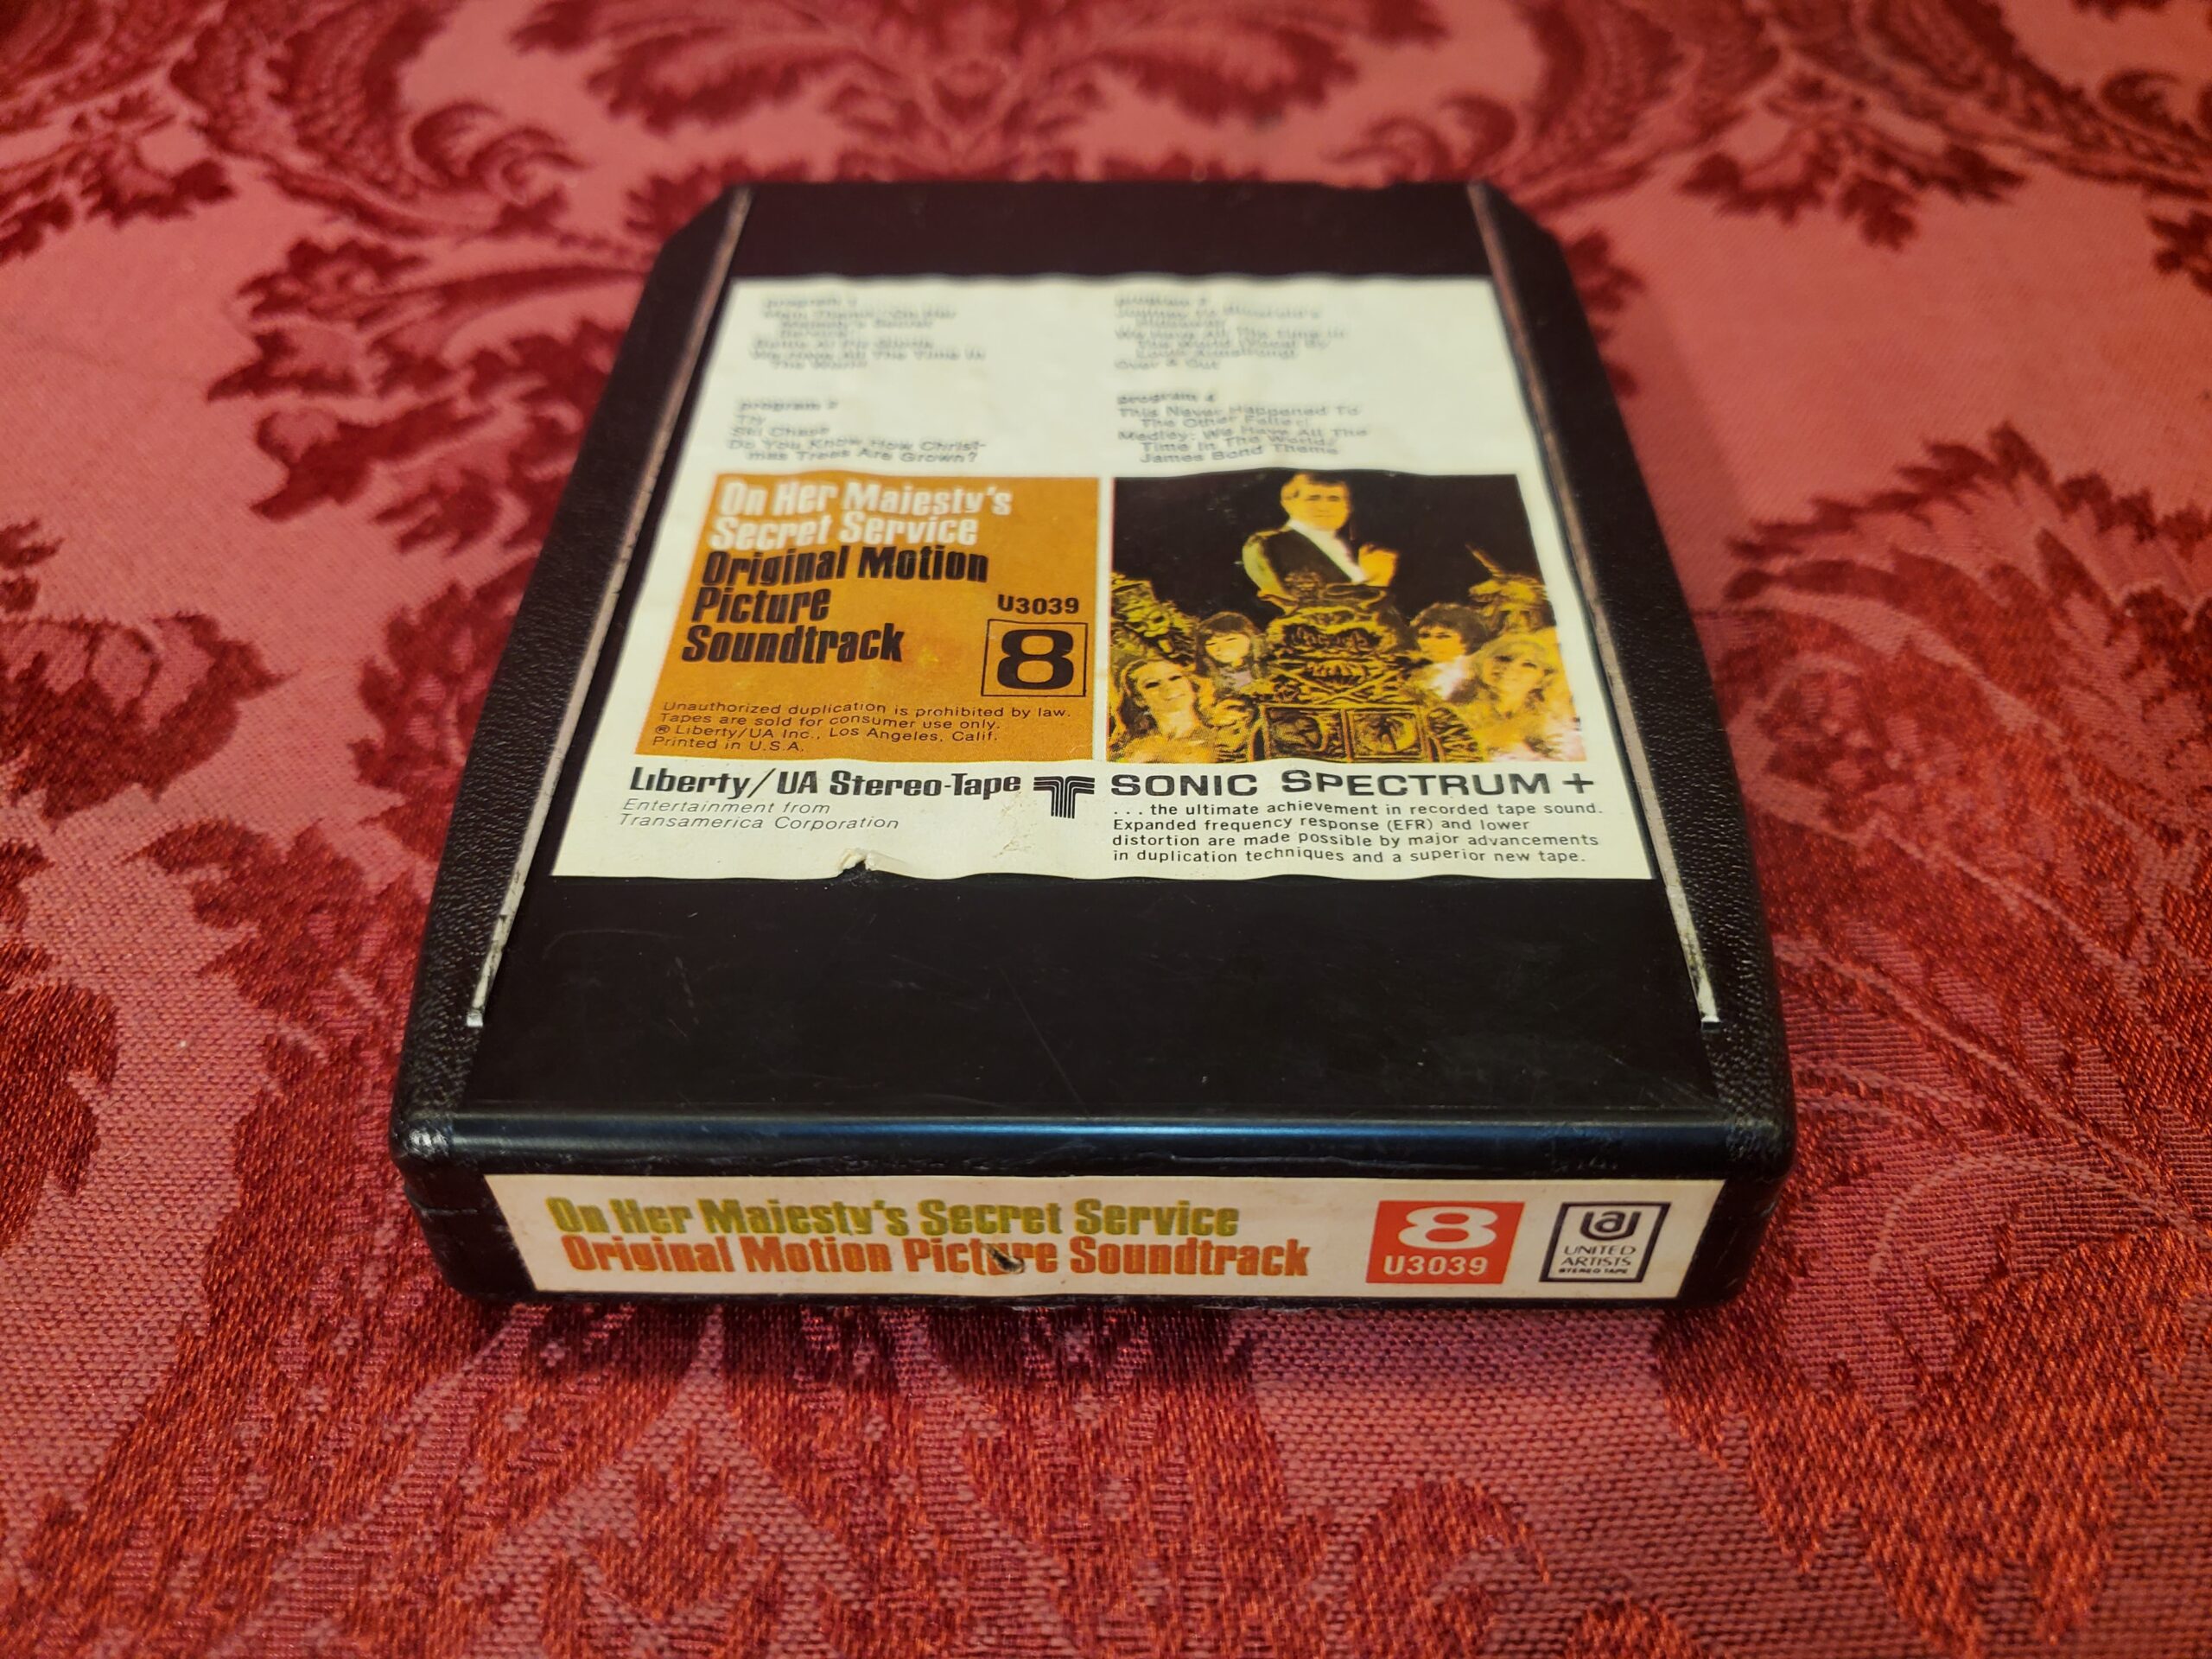 program 1
Main Theme: On Her
Majesty's Secret
Service
Battle At Piz Gloria
We Have All The Time In
The World
program 2
Try
Ski Chase
Do You Know How Christ-
mas Trees Are Grown?
program 3
Journey To Blofeld's
Hideaway
We Have All The Time In
The World (Vocal By
Louis Armstrong)
Over & Out
program 4
This Never Happened To
The Other Feller!
Medley: We Have All The
Time In The World/
James Bond Theme
On Her Majesty's
Secret Service
Original Motion
Picture
Soundtrack
U3039
8
Unauthorized duplication is prohibited by law.
Tapes are sold for consumer use only.
℗ Liberty/UA Inc., Los Angeles, Calif.
Printed in U.S.A.
Liberty/UA Stereo-Tape
Entertainment from
Transamerica Corporation
SONIC SPECTRUM+
...the ultimate achievement in recorded tape sound.
Expanded frequency response (EFR) and lower
distortion are made possible by major advancements
in duplication techniques and a superior new tape.
On Her Majesty's Secret Service
Original Motion Picture Soundtrack
8
U3039
ua
UNITED
ARTISTS
STEREO TAPE